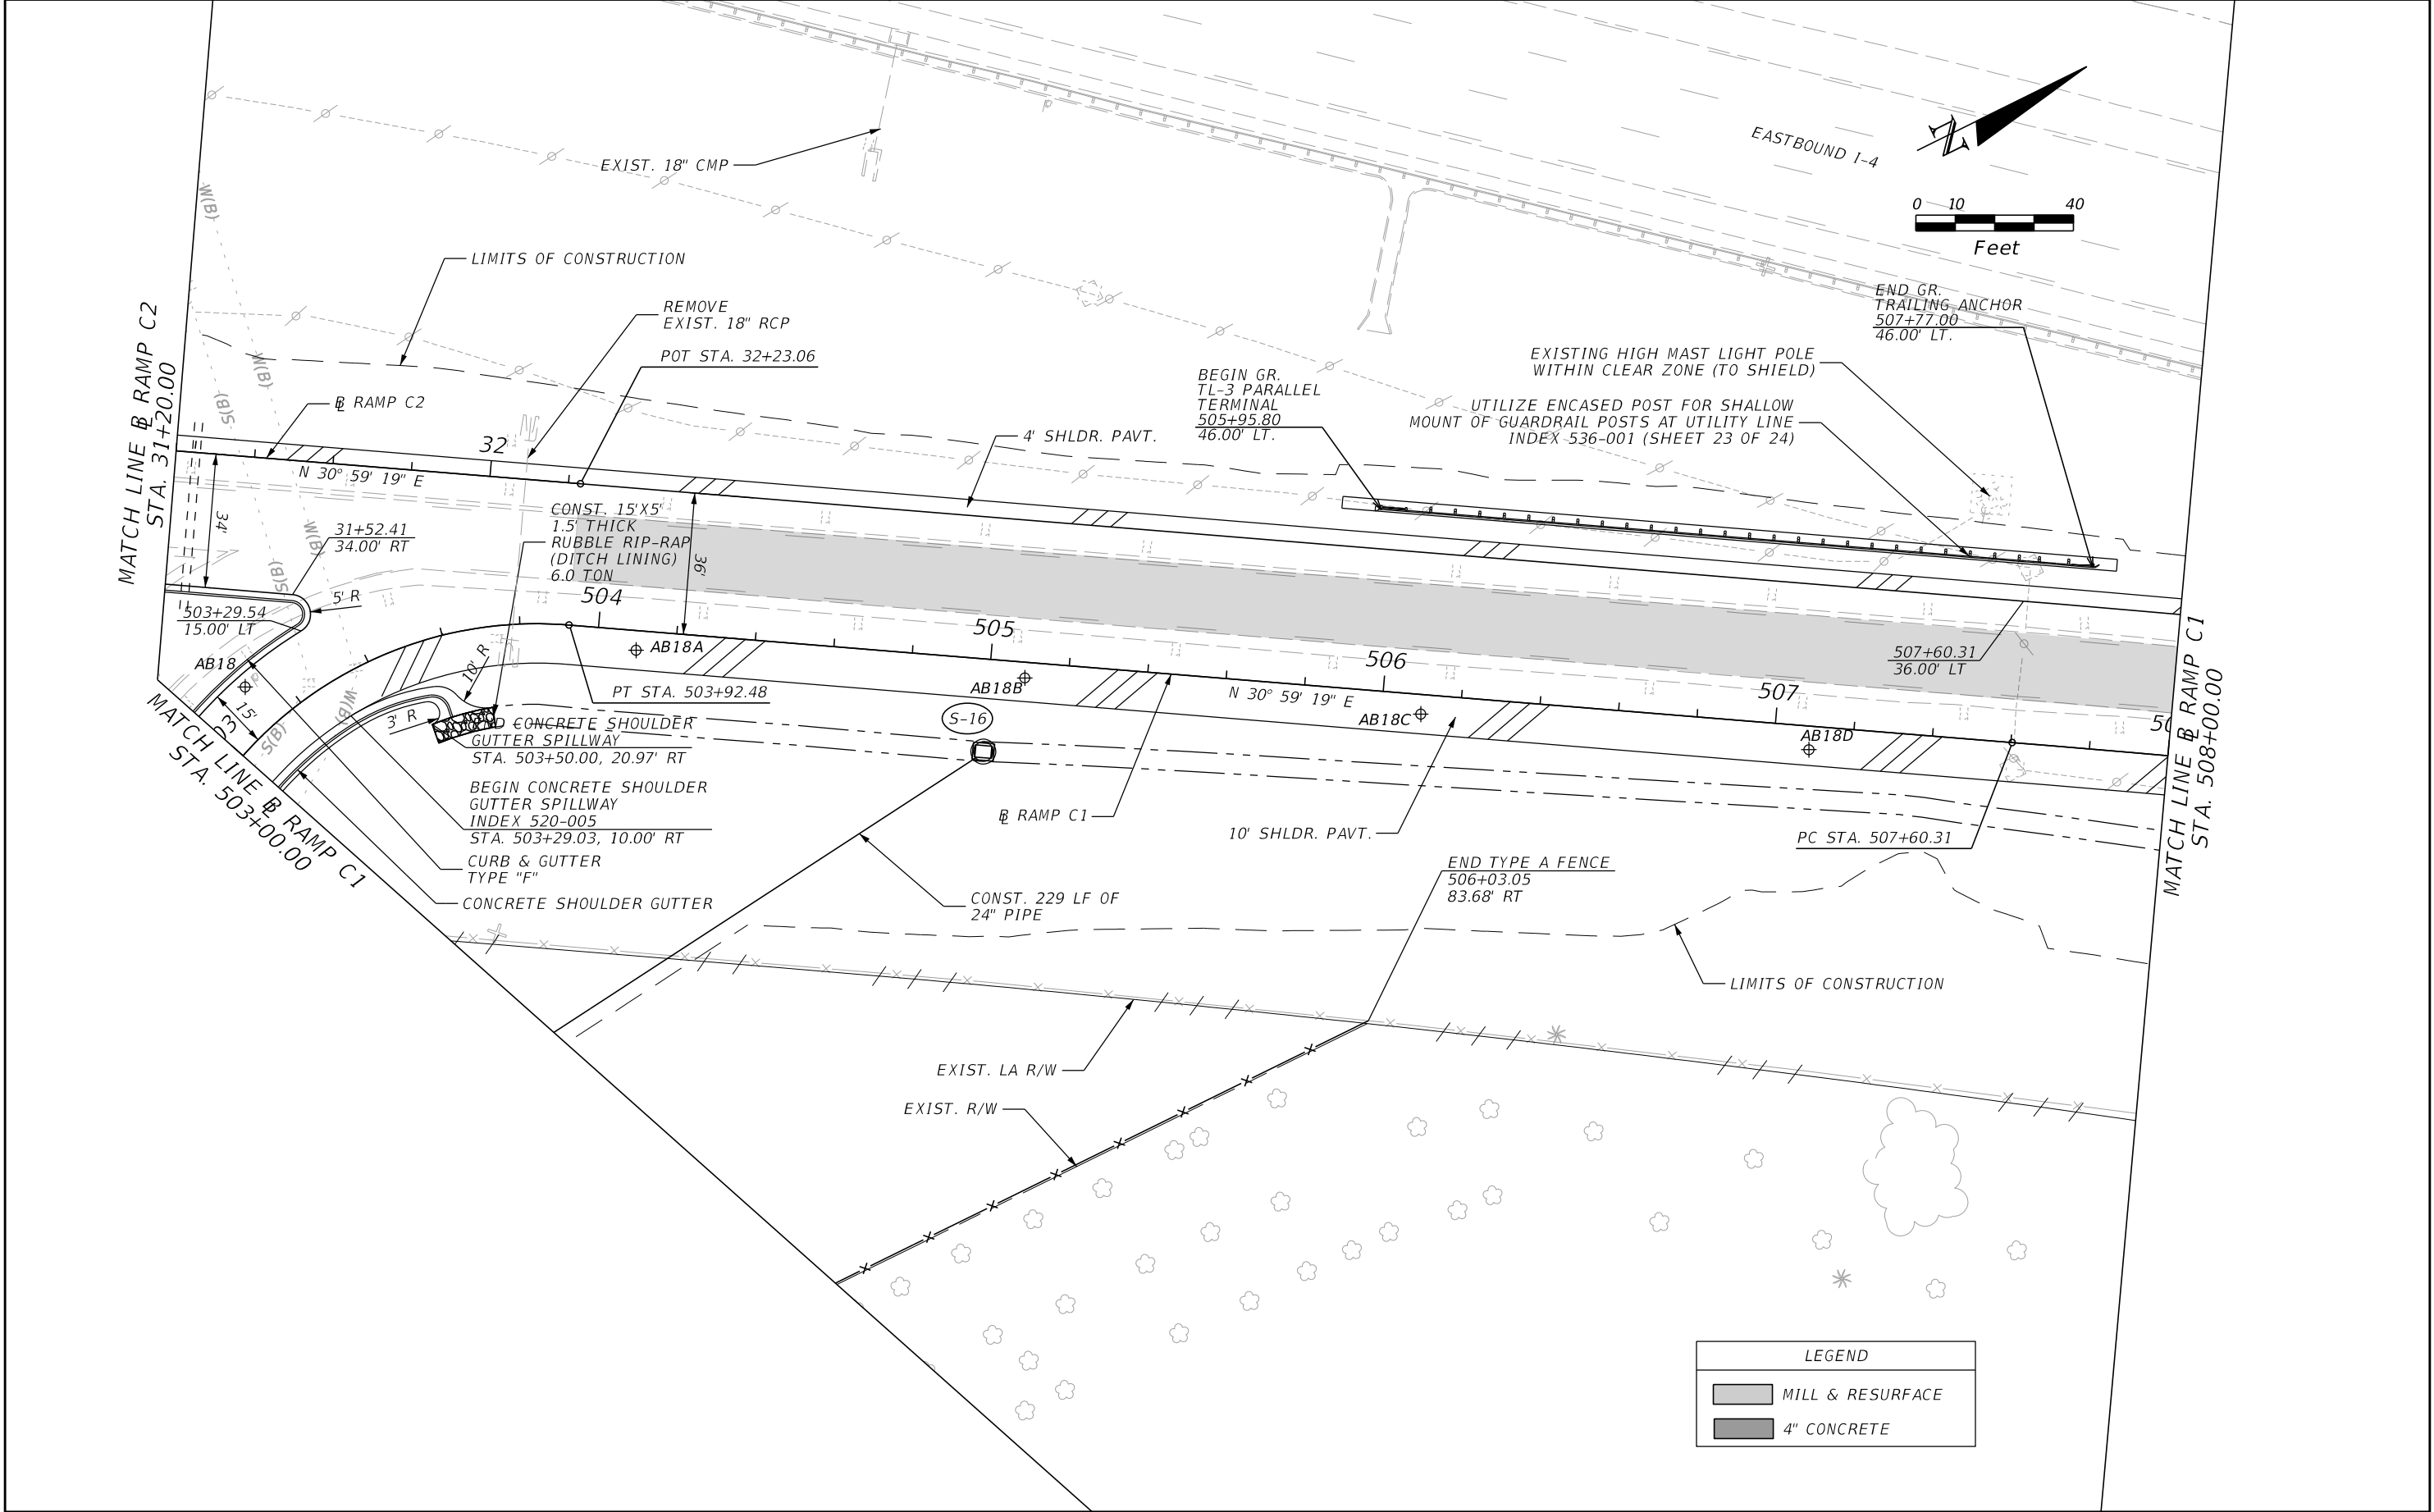 EASTBOUND I-4
N
0 10 40
Feet
EXIST. 18" CMP
LIMITS OF CONSTRUCTION
REMOVE
EXIST. 18" RCP
POT STA. 32+23.06
END GR.
TRAILING ANCHOR
507+77.00
46.00' LT.
EXISTING HIGH MAST LIGHT POLE
WITHIN CLEAR ZONE (TO SHIELD)
BEGIN GR.
TL-3 PARALLEL
TERMINAL
505+95.80
46.00' LT.
UTILIZE ENCASED POST FOR SHALLOW
MOUNT OF GUARDRAIL POSTS AT UTILITY LINE
INDEX 536-001 (SHEET 23 OF 24)
MATCH LINE ℄ RAMP C2
STA. 31+20.00
W(B)
W(B)
S(B)
W(B)
S(B)
W(B)
S(B)
℄ RAMP C2
4' SHLDR. PAVT.
32
N 30° 59' 19" E
34'
31+52.41
34.00' RT
CONST. 15'X5'
1.5' THICK
RUBBLE RIP-RAP
(DITCH LINING)
6.0 TON
36'
5' R
503+29.54
15.00' LT
504
505
506
507
50
AB18
AB18A
AB18B
AB18C
AB18D
10' R
15'
3' R
03
PT STA. 503+92.48
N 30° 59' 19" E
507+60.31
36.00' LT
S-16
END CONCRETE SHOULDER
GUTTER SPILLWAY
STA. 503+50.00, 20.97' RT
BEGIN CONCRETE SHOULDER
GUTTER SPILLWAY
INDEX 520-005
STA. 503+29.03, 10.00' RT
CURB & GUTTER
TYPE "F"
CONCRETE SHOULDER GUTTER
MATCH LINE ℄ RAMP C1
STA. 503+00.00
℄ RAMP C1
10' SHLDR. PAVT.
PC STA. 507+60.31
MATCH LINE ℄ RAMP C1
STA. 508+00.00
END TYPE A FENCE
506+03.05
83.68' RT
CONST. 229 LF OF
24" PIPE
LIMITS OF CONSTRUCTION
EXIST. LA R/W
EXIST. R/W
LEGEND
MILL & RESURFACE
4" CONCRETE